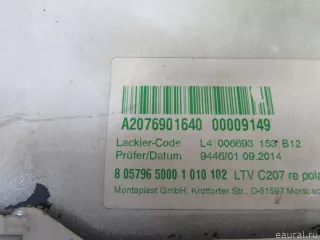 A2076901640 00009149
Lackier-Code L4 006693 153 B12
Prüfer/Datum 9446/01 09.2014
8 05796 5000 1 010 102 LTV C207 re pola
Montaplast GmbH, Krottorfer Str., D-51597 Morsbac
eaural.ru